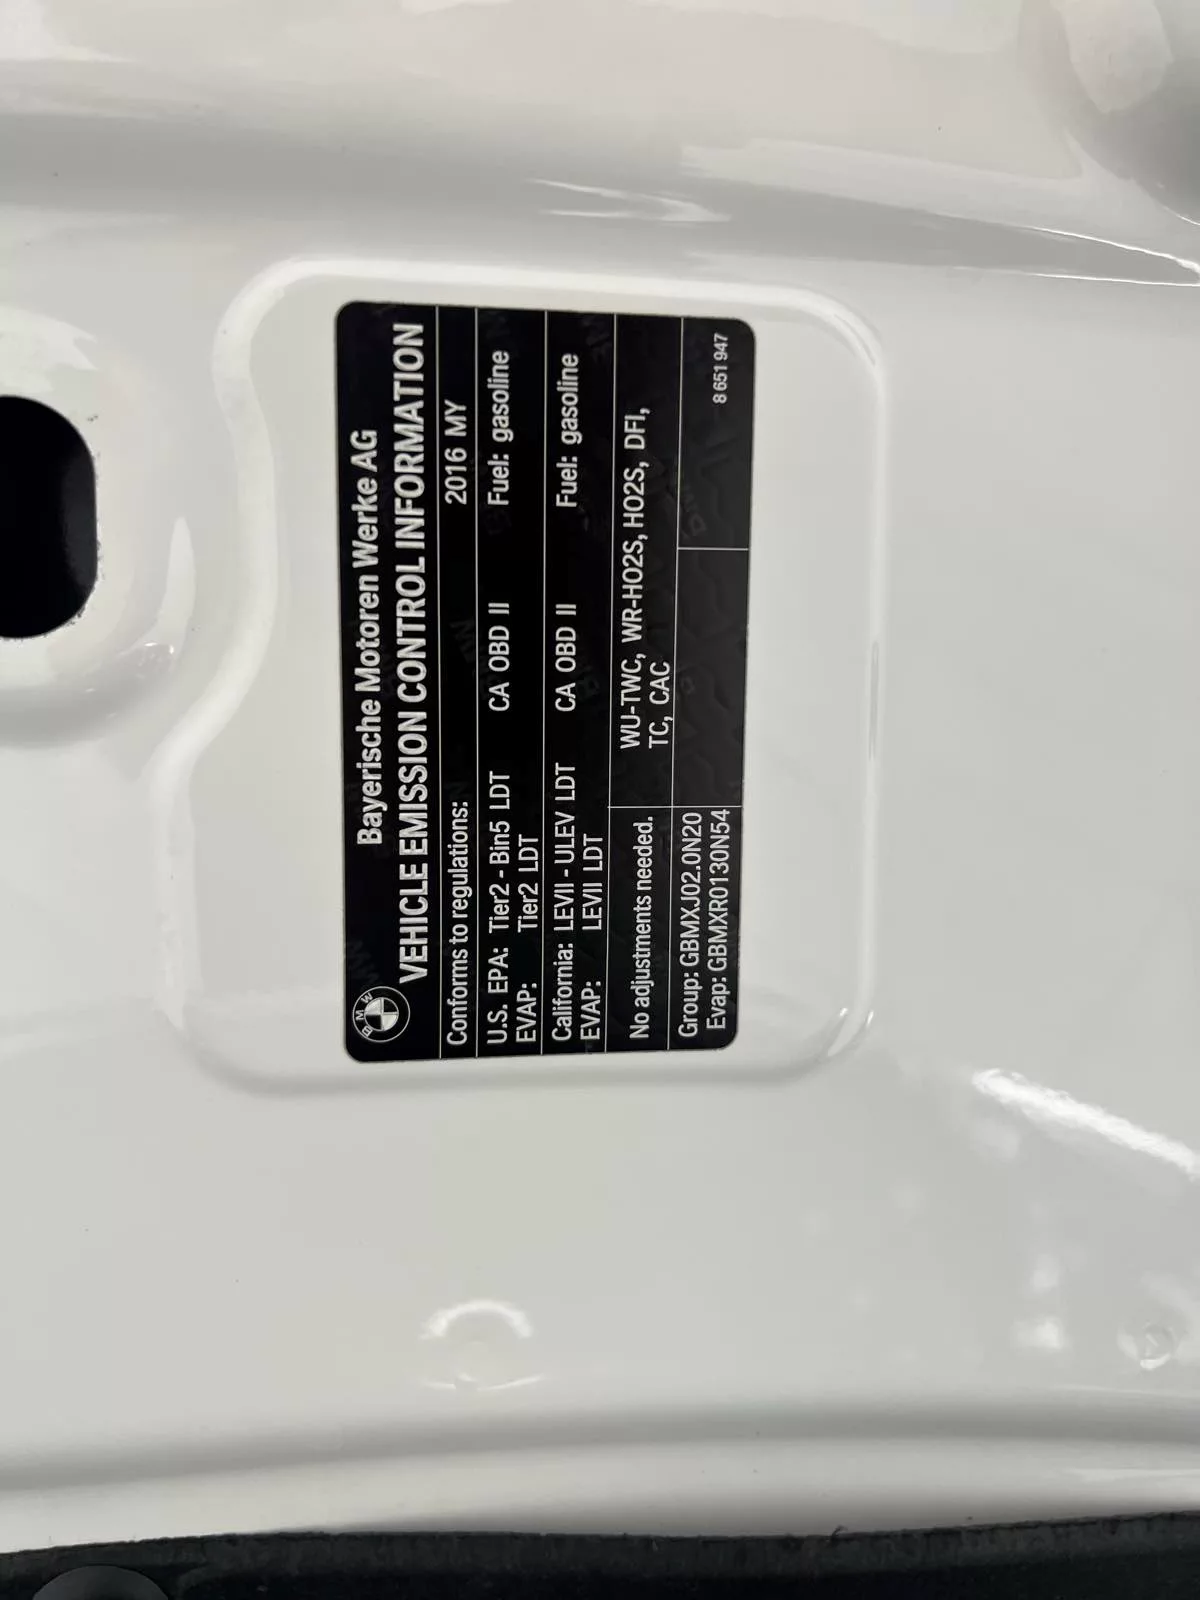 BMW
Bayerische Motoren Werke AG
VEHICLE EMISSION CONTROL INFORMATION
Conforms to regulations: 2016 MY
U.S. EPA: Tier2 - Bin5 LDT CA OBD II Fuel: gasoline
EVAP: Tier2 LDT
California: LEVII - ULEV LDT CA OBD II Fuel: gasoline
EVAP: LEVII LDT
No adjustments needed. WU-TWC, WR-HO2S, HO2S, DFI,
TC, CAC
Group: GBMXJ02.0N20
Evap: GBMXR0130N54
8 651 947